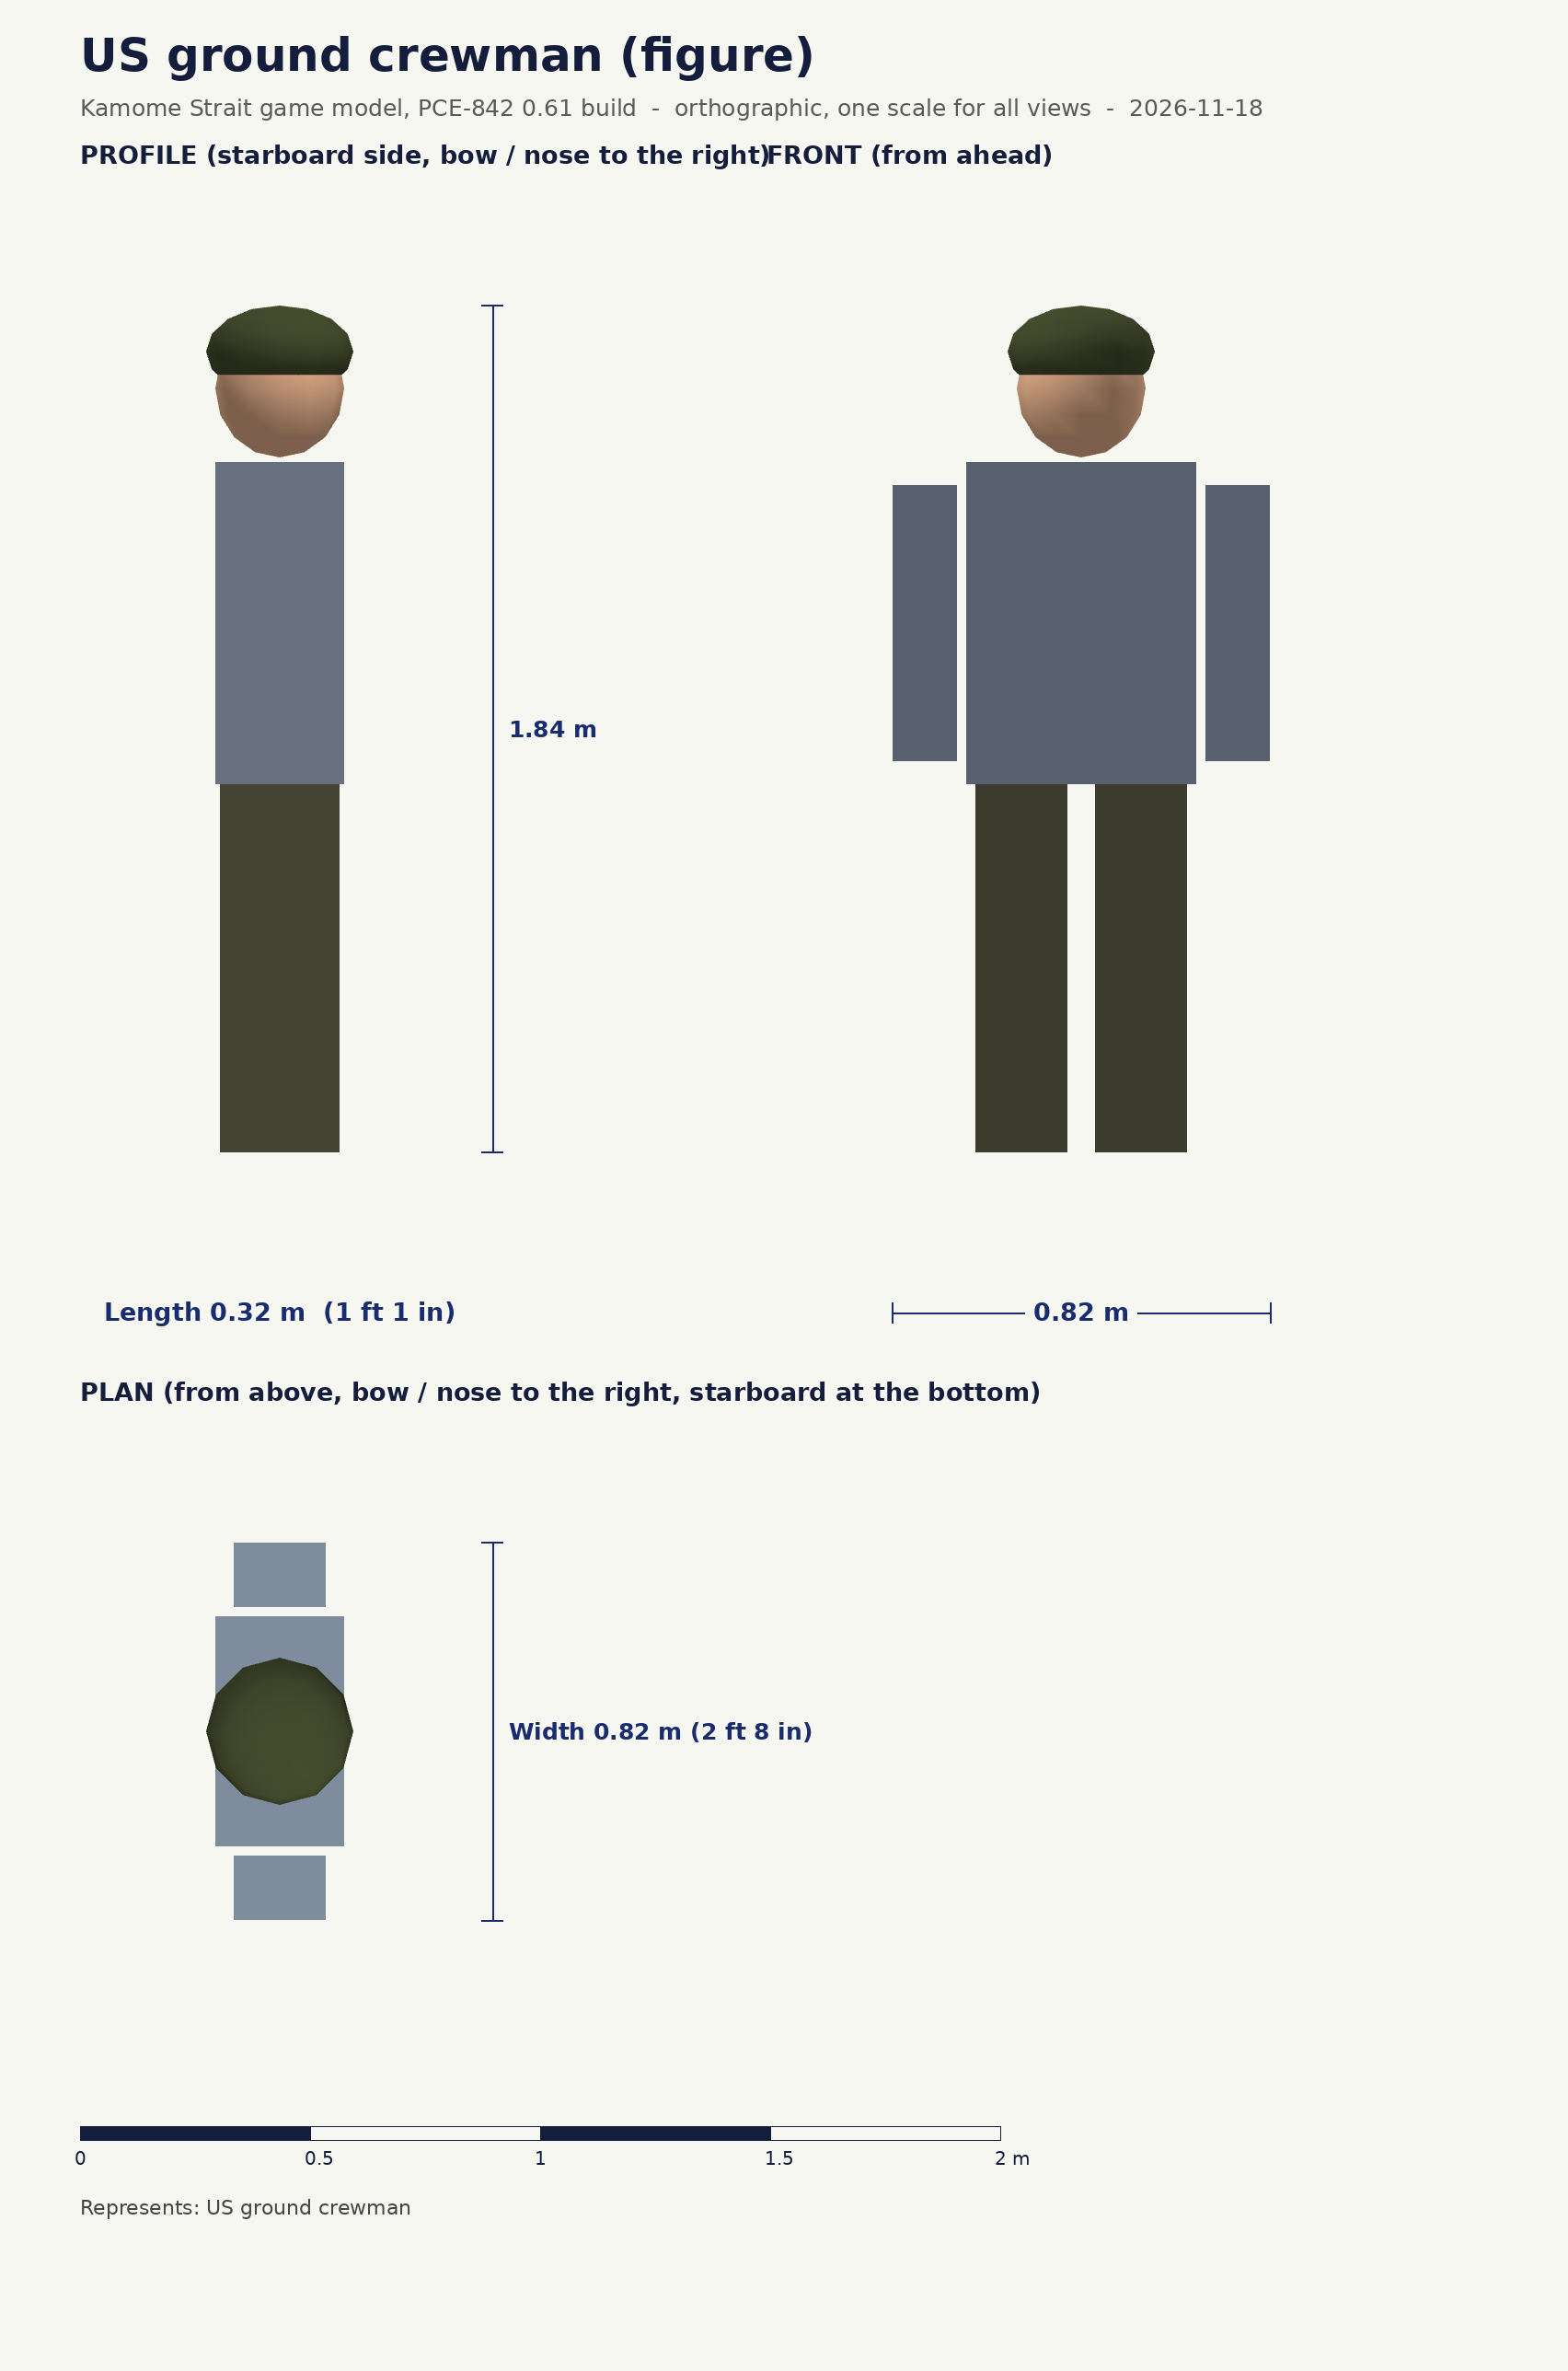 US ground crewman (figure)
Kamome Strait game model, PCE-842 0.61 build - orthographic, one scale for all views - 2026-11-18
PROFILE (starboard side, bow / nose to the right)
FRONT (from ahead)
1.84 m
Length 0.32 m (1 ft 1 in)
0.82 m
PLAN (from above, bow / nose to the right, starboard at the bottom)
Width 0.82 m (2 ft 8 in)
0 0.5 1 1.5 2 m
Represents: US ground crewman